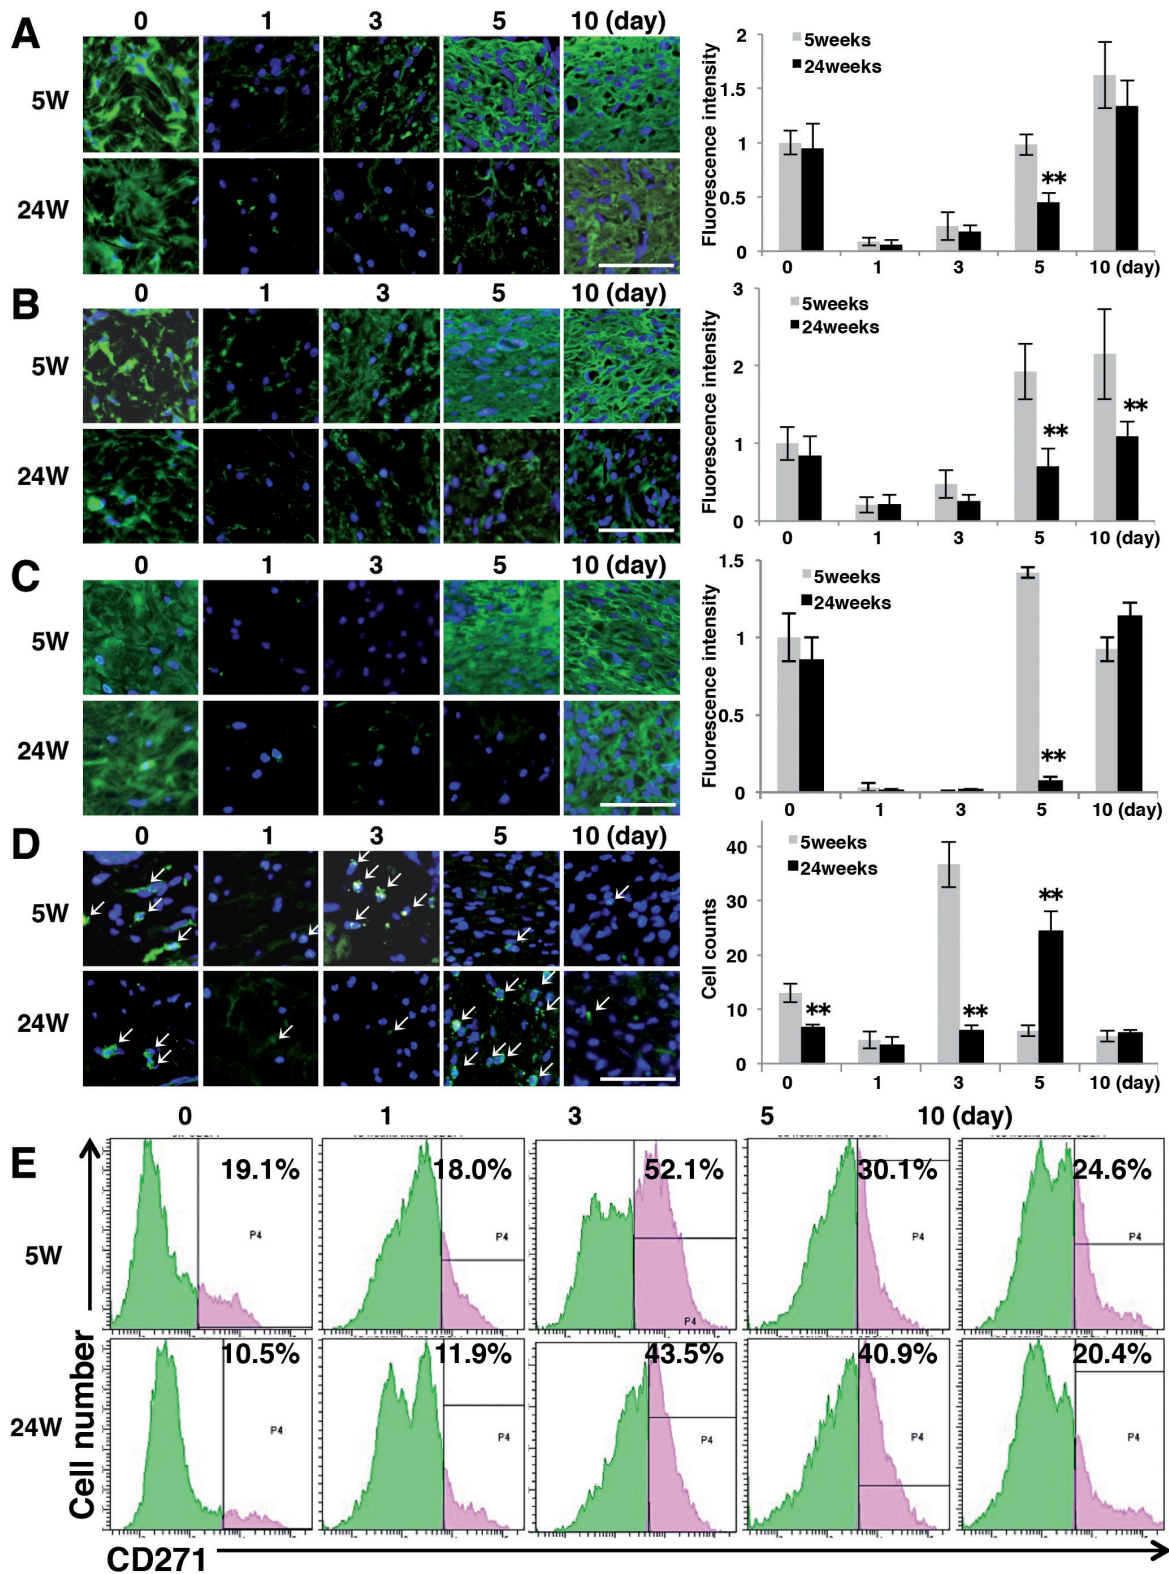 A
0 1 3 5 10 (day)
5W
24W
Fluorescence intensity
2
1.5
1
0.5
0
5weeks
24weeks
**
0 1 3 5 10 (day)
B
0 1 3 5 10 (day)
5W
24W
Fluorescence intensity
3
2
1
0
5weeks
24weeks
**
**
0 1 3 5 10 (day)
C
0 1 3 5 10 (day)
5W
24W
Fluorescence intensity
1.5
1
0.5
0
5weeks
24weeks
**
0 1 3 5 10 (day)
D
0 1 3 5 10 (day)
5W
24W
Cell counts
40
30
20
10
0
5weeks
24weeks
**
**
**
0 1 3 5 10 (day)
E
0 1 3 5 10 (day)
5W
19.1% 18.0% 52.1% 30.1% 24.6%
P4 P4 P4 P4 P4
24W
10.5% 11.9% 43.5% 40.9% 20.4%
P4 P4 P4 P4 P4
Cell number
CD271